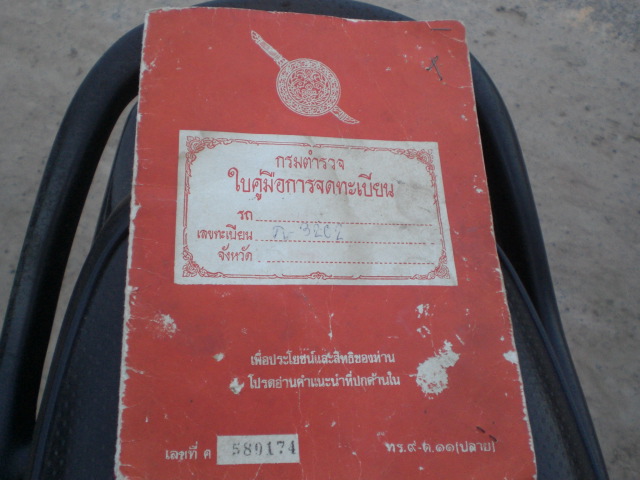 กรมตำรวจ
ใบคู่มือการจดทะเบียน
รถ
เลขทะเบียน
จังหวัด
เพื่อประโยชน์และสิทธิของท่าน
โปรดอ่านคำแนะนำที่ปกด้านใน
เลขที่ ค 589174
ทร.๙-ต.๑๑(ปลาย)